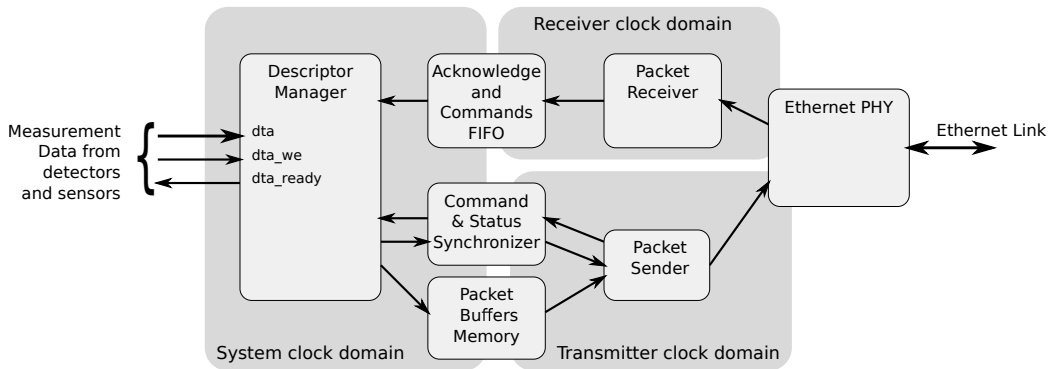 Receiver clock domain
Descriptor
Manager
Acknowledge
and
Commands
FIFO
Packet
Receiver
Ethernet PHY
Ethernet Link
Measurement
Data from
detectors
and sensors
dta
dta_we
dta_ready
Command
& Status
Synchronizer
Packet
Sender
Packet
Buffers
Memory
System clock domain
Transmitter clock domain